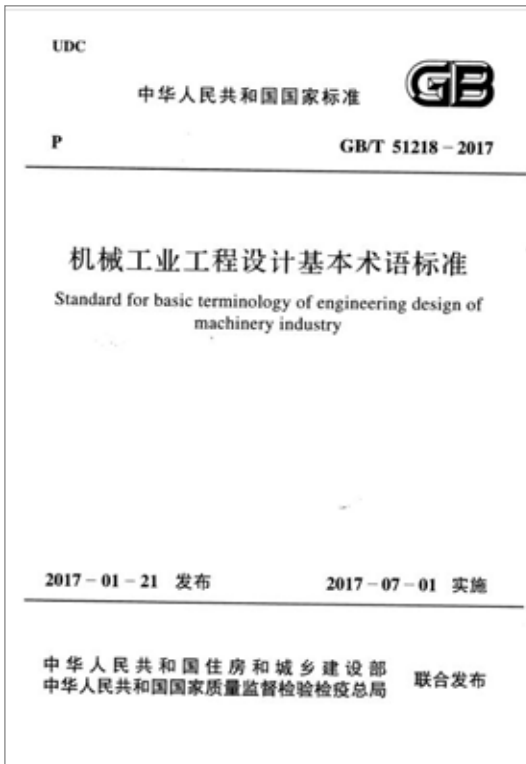 UDC
中华人民共和国国家标准
GB
P
GB/T 51218－2017
机械工业工程设计基本术语标准
Standard for basic terminology of engineering design of
machinery industry
2017－01－21 发布
2017－07－01 实施
中华人民共和国住房和城乡建设部
中华人民共和国国家质量监督检验检疫总局
联合发布